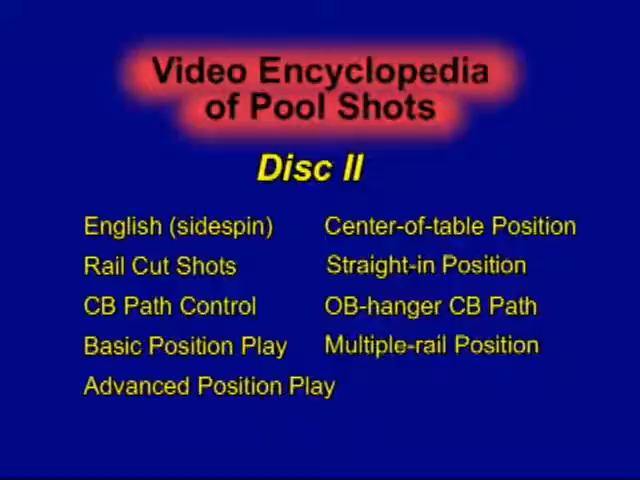 Video Encyclopedia
of Pool Shots
Disc II
English (sidespin)
Rail Cut Shots
CB Path Control
Basic Position Play
Advanced Position Play
Center-of-table Position
Straight-in Position
OB-hanger CB Path
Multiple-rail Position